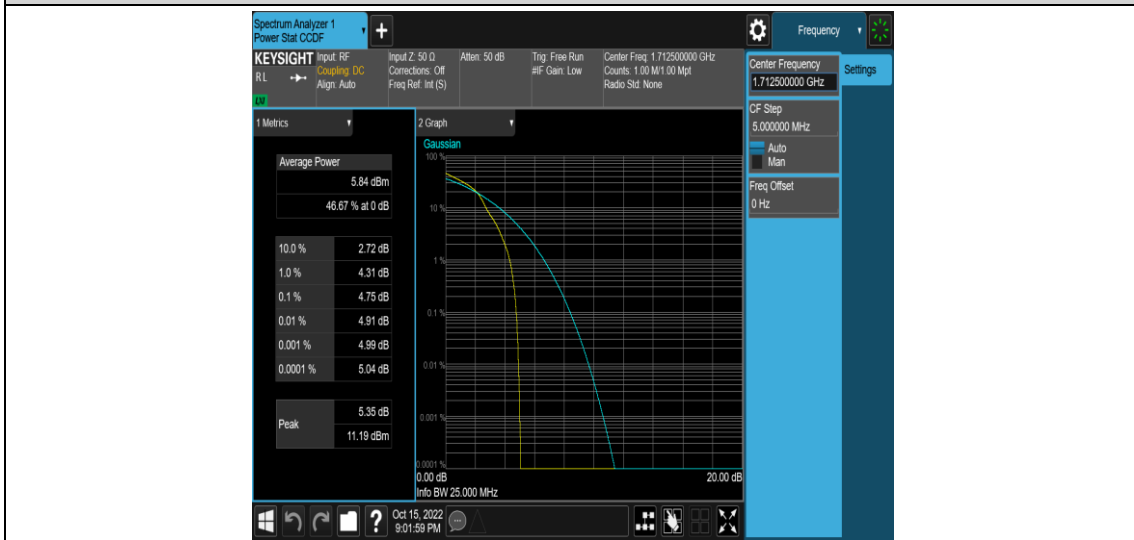 Spectrum Analyzer 1
Power Stat CCDF
+
Frequency
KEYSIGHT
RL
LXI
Input: RF
Coupling: DC
Align: Auto
Input Z: 50 Ω
Corrections: Off
Freq Ref: Int (S)
Atten: 50 dB
Trig: Free Run
#IF Gain: Low
Center Freq: 1.712500000 GHz
Counts: 1.00 M/1.00 Mpt
Radio Std: None
Center Frequency
1.712500000 GHz
Settings
CF Step
5.000000 MHz
Auto
Man
Freq Offset
0 Hz
1 Metrics
Average Power
5.84 dBm
46.67 % at 0 dB
10.0 % 2.72 dB
1.0 % 4.31 dB
0.1 % 4.75 dB
0.01 % 4.91 dB
0.001 % 4.99 dB
0.0001 % 5.04 dB
Peak
5.35 dB
11.19 dBm
2 Graph
Gaussian
100 %
10 %
1 %
0.1 %
0.01 %
0.001 %
0.0001 %
0.00 dB 20.00 dB
Info BW 25.000 MHz
?
Oct 15, 2022
9:01:59 PM